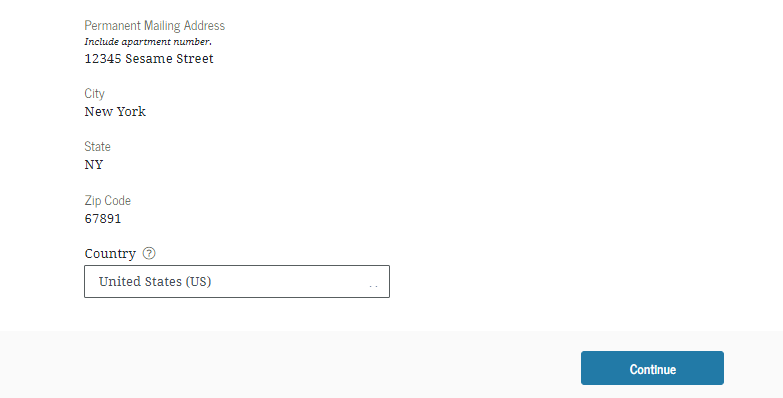 Permanent Mailing Address
Include apartment number.
12345 Sesame Street
City
New York
State
NY
Zip Code
67891
Country ?
United States (US)
Continue